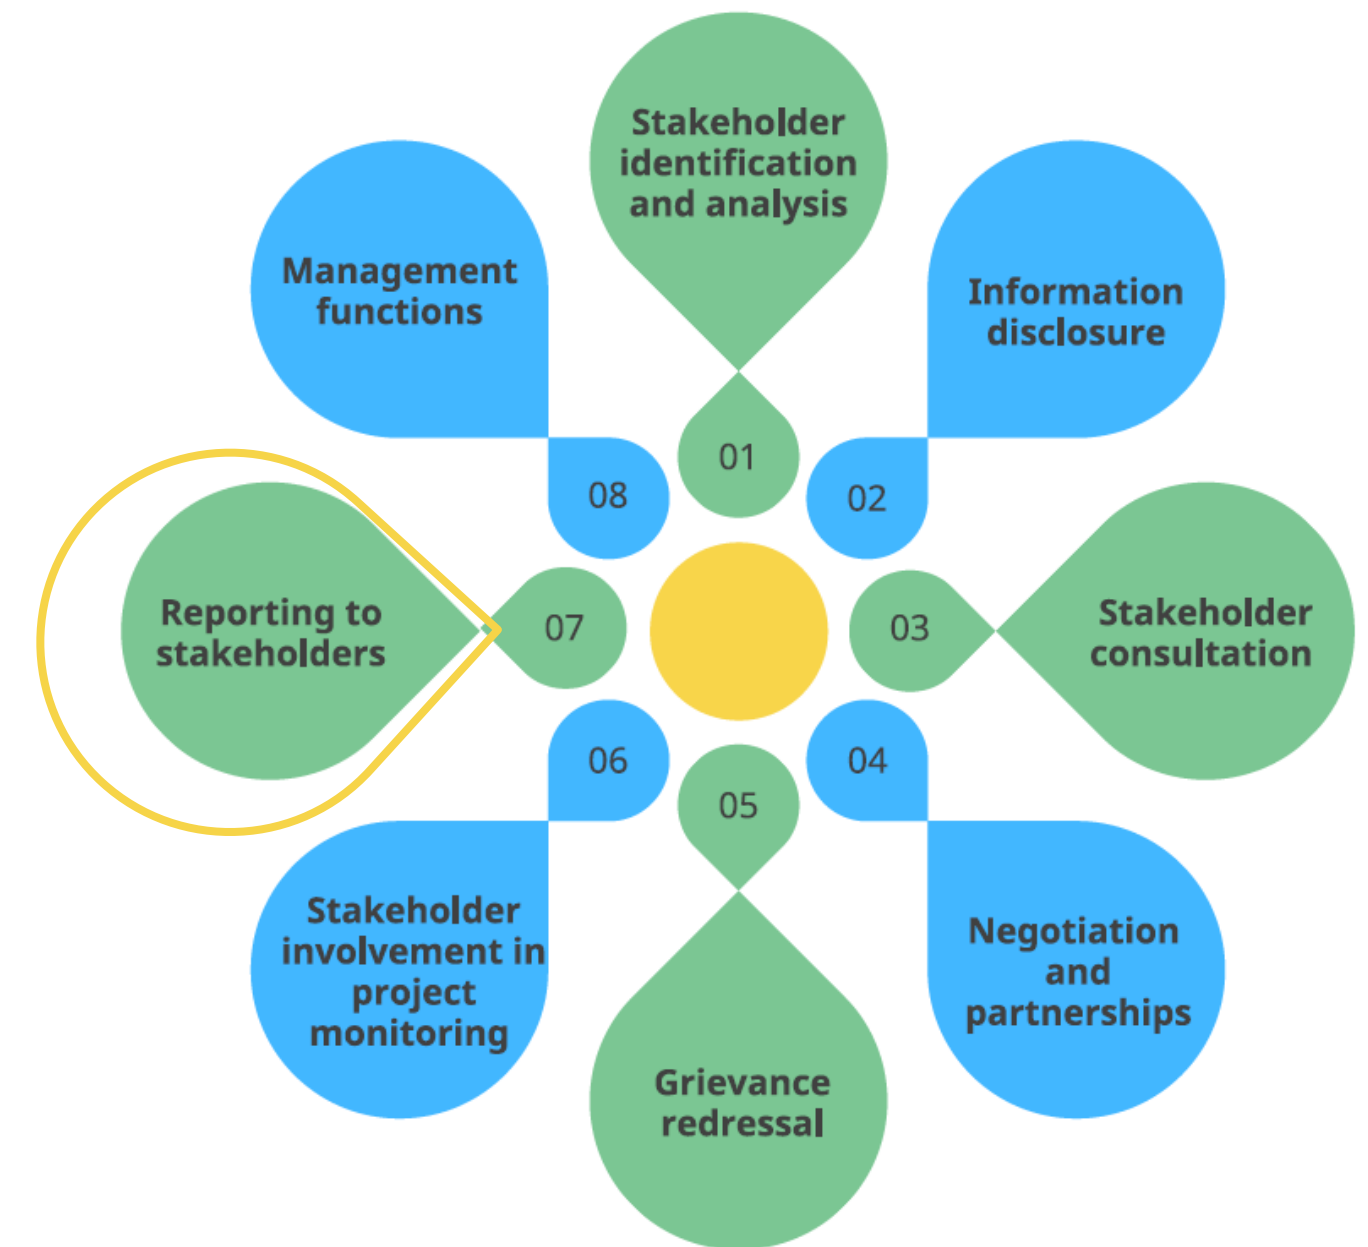 Stakeholder
identification
and analysis
01
Information
disclosure
02
Stakeholder
consultation
03
Negotiation
and
partnerships
04
Grievance
redressal
05
Stakeholder
involvement in
project
monitoring
06
Reporting to
stakeholders
07
Management
functions
08